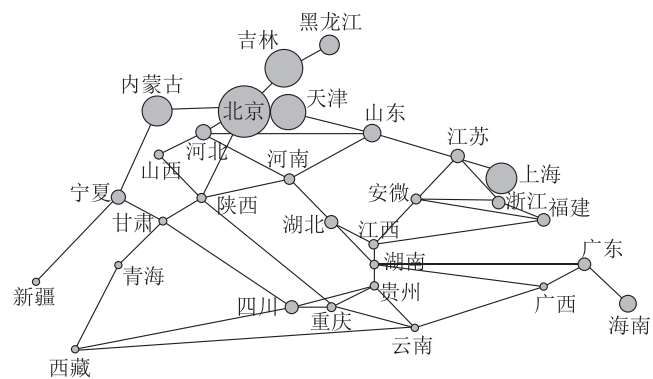 黑龙江
吉林
内蒙古
北京
天津
山东
河北
江苏
山西
河南
上海
宁夏
陕西
安微
浙江
福建
甘肃
湖北
江西
广东
湖南
青海
贵州
新疆
四川
重庆
广西
海南
云南
西藏